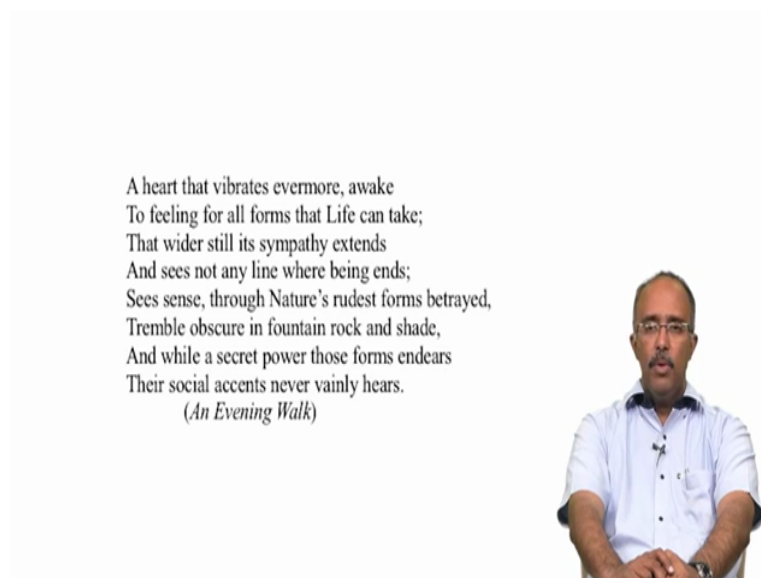 A heart that vibrates evermore, awake
To feeling for all forms that Life can take;
That wider still its sympathy extends
And sees not any line where being ends;
Sees sense, through Nature's rudest forms betrayed,
Tremble obscure in fountain rock and shade,
And while a secret power those forms endears
Their social accents never vainly hears.
(An Evening Walk)